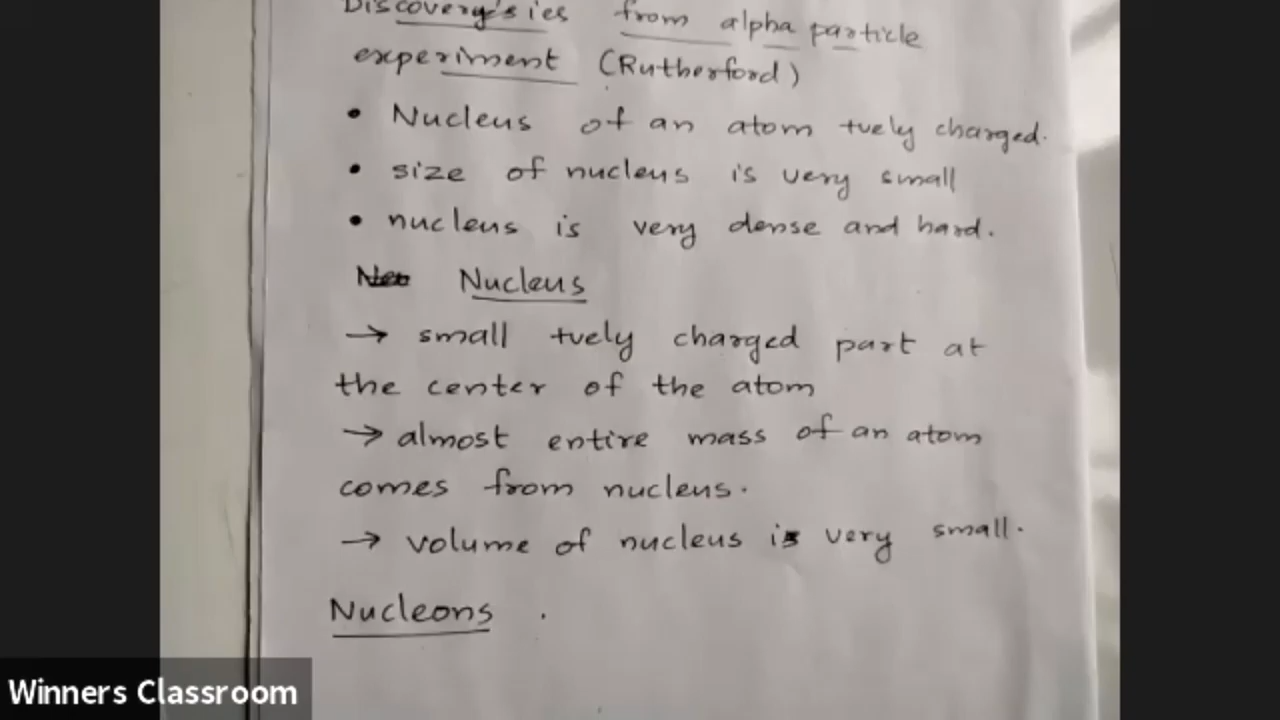 Discovery's ies from alpha particle
experiment (Rutherford)
• Nucleus of an atom +vely charged.
• size of nucleus is very small
• nucleus is very dense and hard.
Nucleus
→ small +vely charged part at
the center of the atom
→ almost entire mass of an atom
comes from nucleus.
→ volume of nucleus is very small.
Nucleons .
Winners Classroom